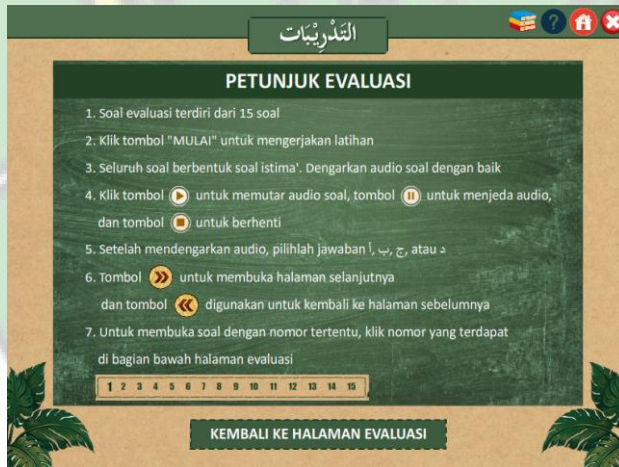 التَدْرِيْبَات
PETUNJUK EVALUASI
1. Soal evaluasi terdiri dari 15 soal
2. Klik tombol "MULAI" untuk mengerjakan latihan
3. Seluruh soal berbentuk soal istima'. Dengarkan audio soal dengan baik
4. Klik tombol untuk memutar audio soal, tombol untuk menjeda audio,
dan tombol untuk berhenti
5. Setelah mendengarkan audio, pilihlah jawaban أ, ب, ج, atau د
6. Tombol untuk membuka halaman selanjutnya
dan tombol digunakan untuk kembali ke halaman sebelumnya
7. Untuk membuka soal dengan nomor tertentu, klik nomor yang terdapat
di bagian bawah halaman evaluasi
1 2 3 4 5 6 7 8 9 10 11 12 13 14 15
KEMBALI KE HALAMAN EVALUASI